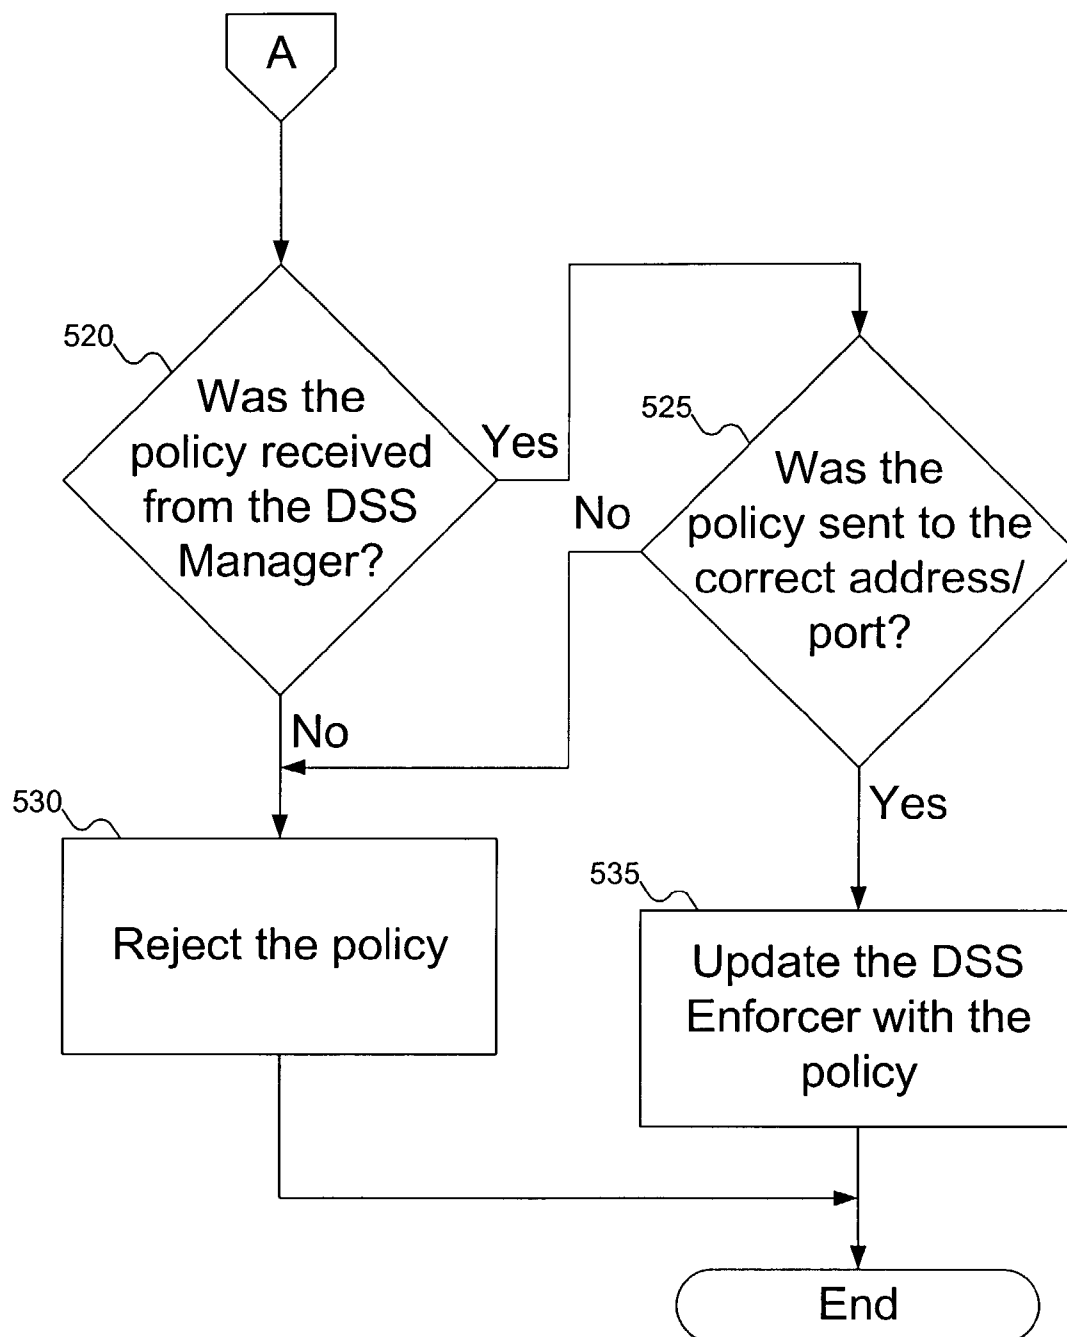 A
520
Was the
policy received
from the DSS
Manager?
Yes
525
Was the
policy sent to the
correct address/
port?
No
No
Yes
530
Reject the policy
535
Update the DSS
Enforcer with the
policy
End